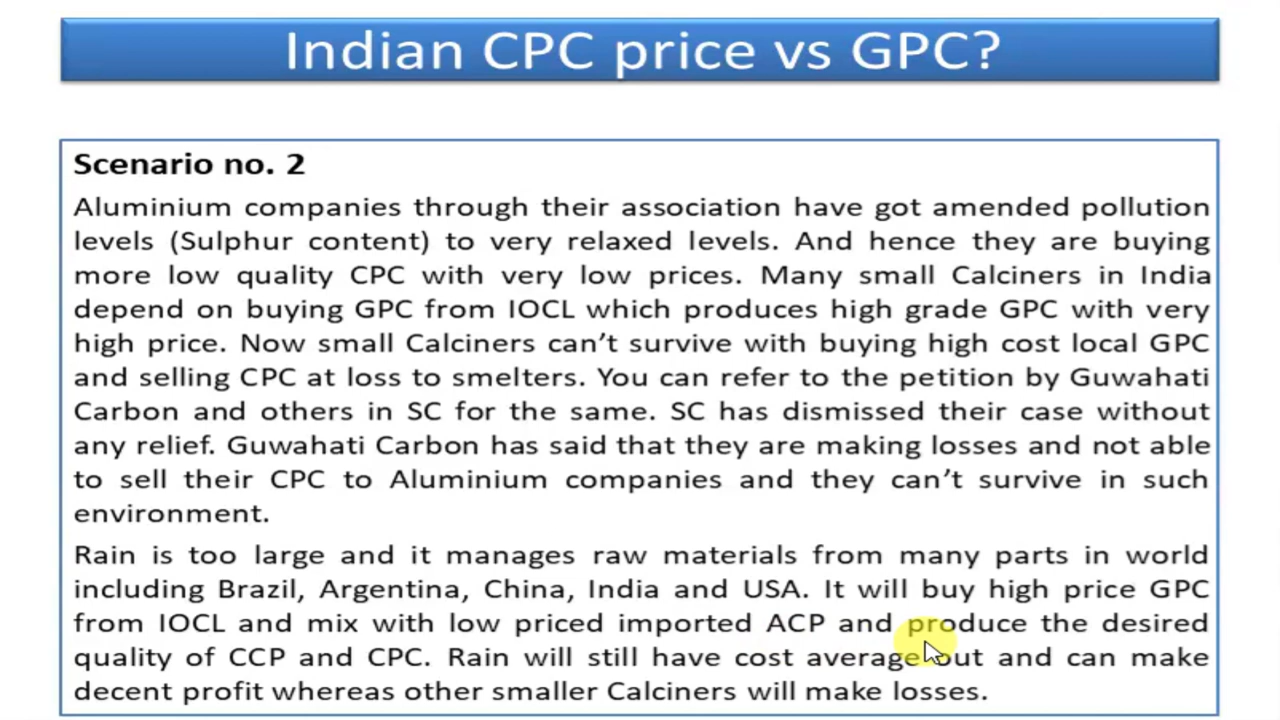 Indian CPC price vs GPC?
Scenario no. 2
Aluminium companies through their association have got amended pollution
levels (Sulphur content) to very relaxed levels. And hence they are buying
more low quality CPC with very low prices. Many small Calciners in India
depend on buying GPC from IOCL which produces high grade GPC with very
high price. Now small Calciners can’t survive with buying high cost local GPC
and selling CPC at loss to smelters. You can refer to the petition by Guwahati
Carbon and others in SC for the same. SC has dismissed their case without
any relief. Guwahati Carbon has said that they are making losses and not able
to sell their CPC to Aluminium companies and they can’t survive in such
environment.
Rain is too large and it manages raw materials from many parts in world
including Brazil, Argentina, China, India and USA. It will buy high price GPC
from IOCL and mix with low priced imported ACP and produce the desired
quality of CCP and CPC. Rain will still have cost average out and can make
decent profit whereas other smaller Calciners will make losses.